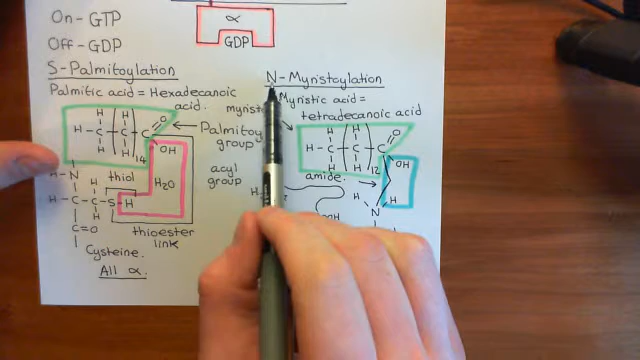 On - GTP
Off - GDP
α
GDP
S-Palmitoylation
Palmitic acid = Hexadecanoic
acid.
H
H
O
H - C - C - C
OH
H
H
14
Palmitoyl
group
H
thiol
H2O
H - N
H
H - C - C - S - H
H
C = O
thioester
link
Cysteine.
All α.
N-Myristoylation
Myristic acid =
tetradecanoic acid
H
H
O
H - C - C - C
OH
H
H
12
acyl
group
amide.
H
H
N
H